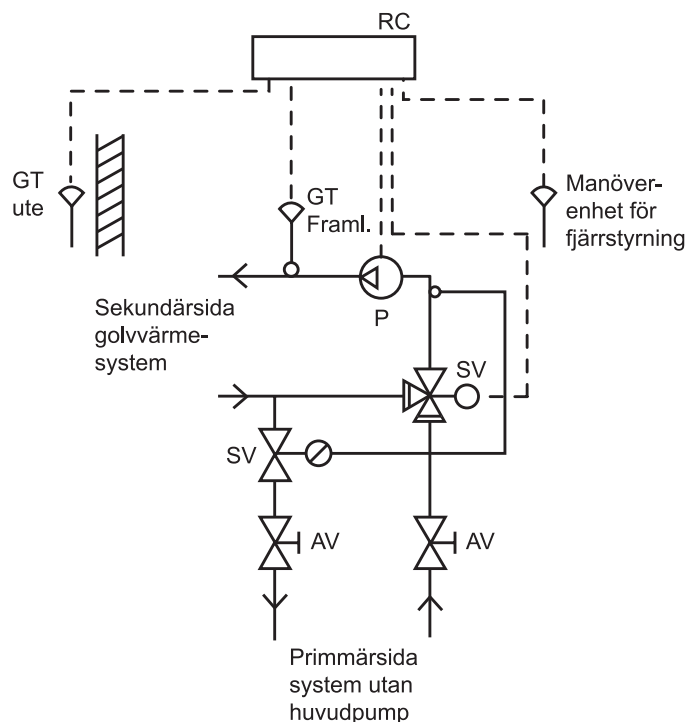 RC
GT
ute
GT
Framl.
Manöver-
enhet för
fjärrstyrning
P
Sekundärsida
golvvärme-
system
SV
SV
AV
AV
Primmärsida
system utan
huvudpump